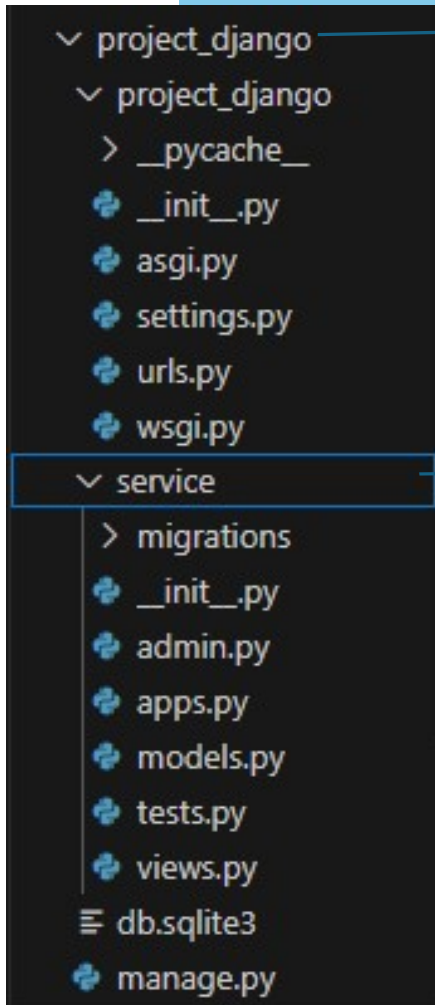 project_django
project_django
__pycache__
__init__.py
asgi.py
settings.py
urls.py
wsgi.py
service
migrations
__init__.py
admin.py
apps.py
models.py
tests.py
views.py
db.sqlite3
manage.py